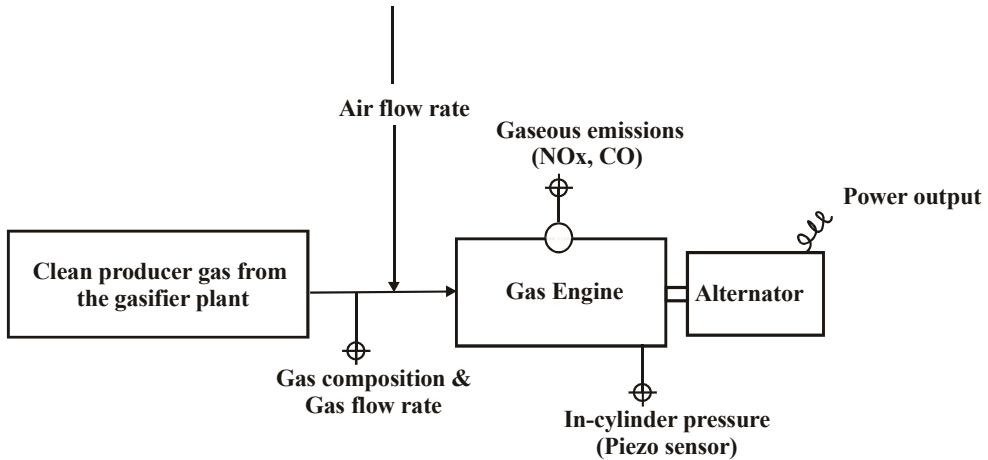 Air flow rate
Gaseous emissions
(NOx, CO)
Power output
Clean producer gas from
the gasifier plant
Gas Engine
Alternator
Gas composition &
Gas flow rate
In-cylinder pressure
(Piezo sensor)